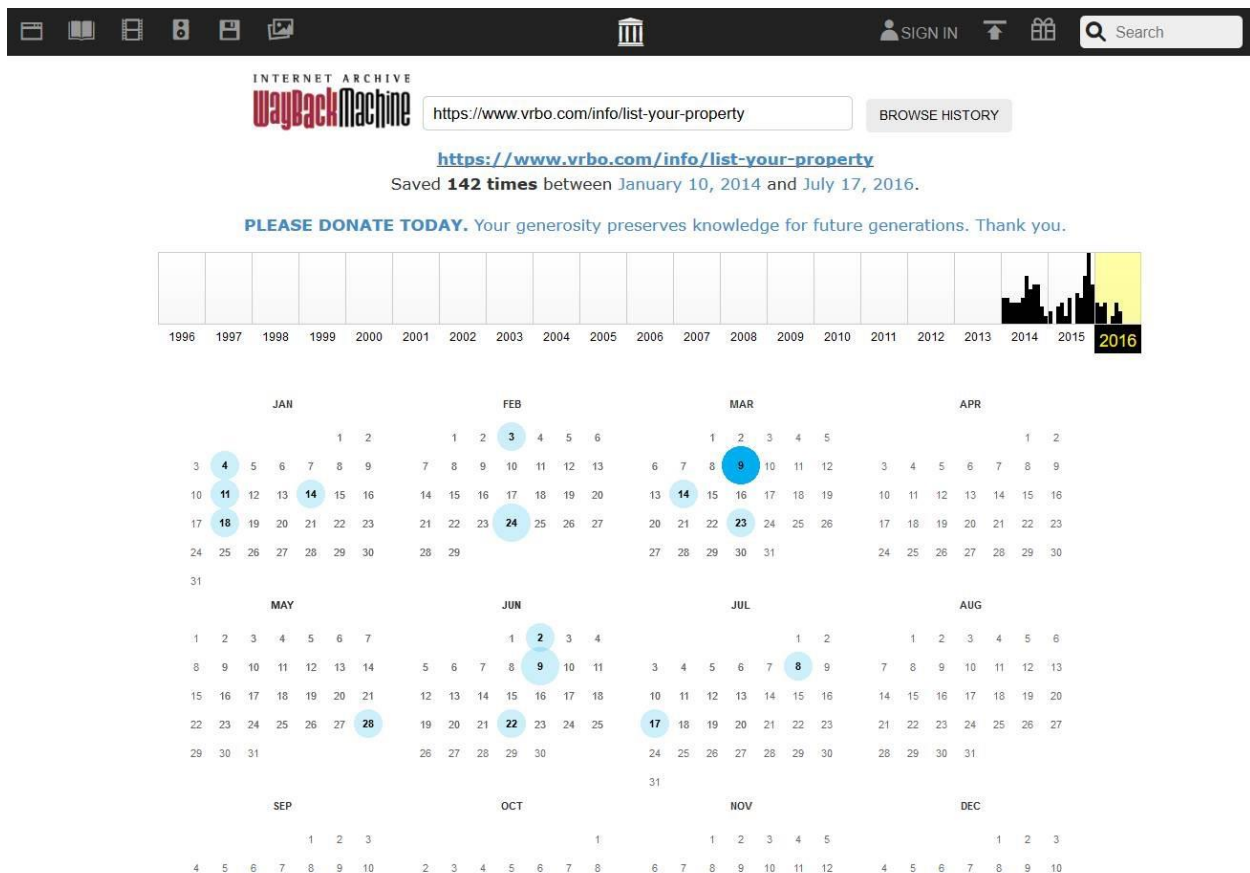 SIGN IN
Search
INTERNET ARCHIVE
WayBackMachine
https://www.vrbo.com/info/list-your-property
BROWSE HISTORY
https://www.vrbo.com/info/list-your-property
Saved 142 times between January 10, 2014 and July 17, 2016.
PLEASE DONATE TODAY. Your generosity preserves knowledge for future generations. Thank you.
1996 1997 1998 1999 2000 2001 2002 2003 2004 2005 2006 2007 2008 2009 2010 2011 2012 2013 2014 2015 2016
JAN FEB MAR APR
1 2 1 2 3 4 5 6 1 2 3 4 5 1 2
3 4 5 6 7 8 9 7 8 9 10 11 12 13 6 7 8 9 10 11 12 3 4 5 6 7 8 9
10 11 12 13 14 15 16 14 15 16 17 18 19 20 13 14 15 16 17 18 19 10 11 12 13 14 15 16
17 18 19 20 21 22 23 21 22 23 24 25 26 27 20 21 22 23 24 25 26 17 18 19 20 21 22 23
24 25 26 27 28 29 30 28 29 27 28 29 30 31 24 25 26 27 28 29 30
31
MAY JUN JUL AUG
1 2 3 4 5 6 7 1 2 3 4 1 2 1 2 3 4 5 6
8 9 10 11 12 13 14 5 6 7 8 9 10 11 3 4 5 6 7 8 9 7 8 9 10 11 12 13
15 16 17 18 19 20 21 12 13 14 15 16 17 18 10 11 12 13 14 15 16 14 15 16 17 18 19 20
22 23 24 25 26 27 28 19 20 21 22 23 24 25 17 18 19 20 21 22 23 21 22 23 24 25 26 27
29 30 31 26 27 28 29 30 24 25 26 27 28 29 30 28 29 30 31
31
SEP OCT NOV DEC
1 2 3 1 1 2 3 4 5 1 2 3
4 5 6 7 8 9 10 2 3 4 5 6 7 8 6 7 8 9 10 11 12 4 5 6 7 8 9 10